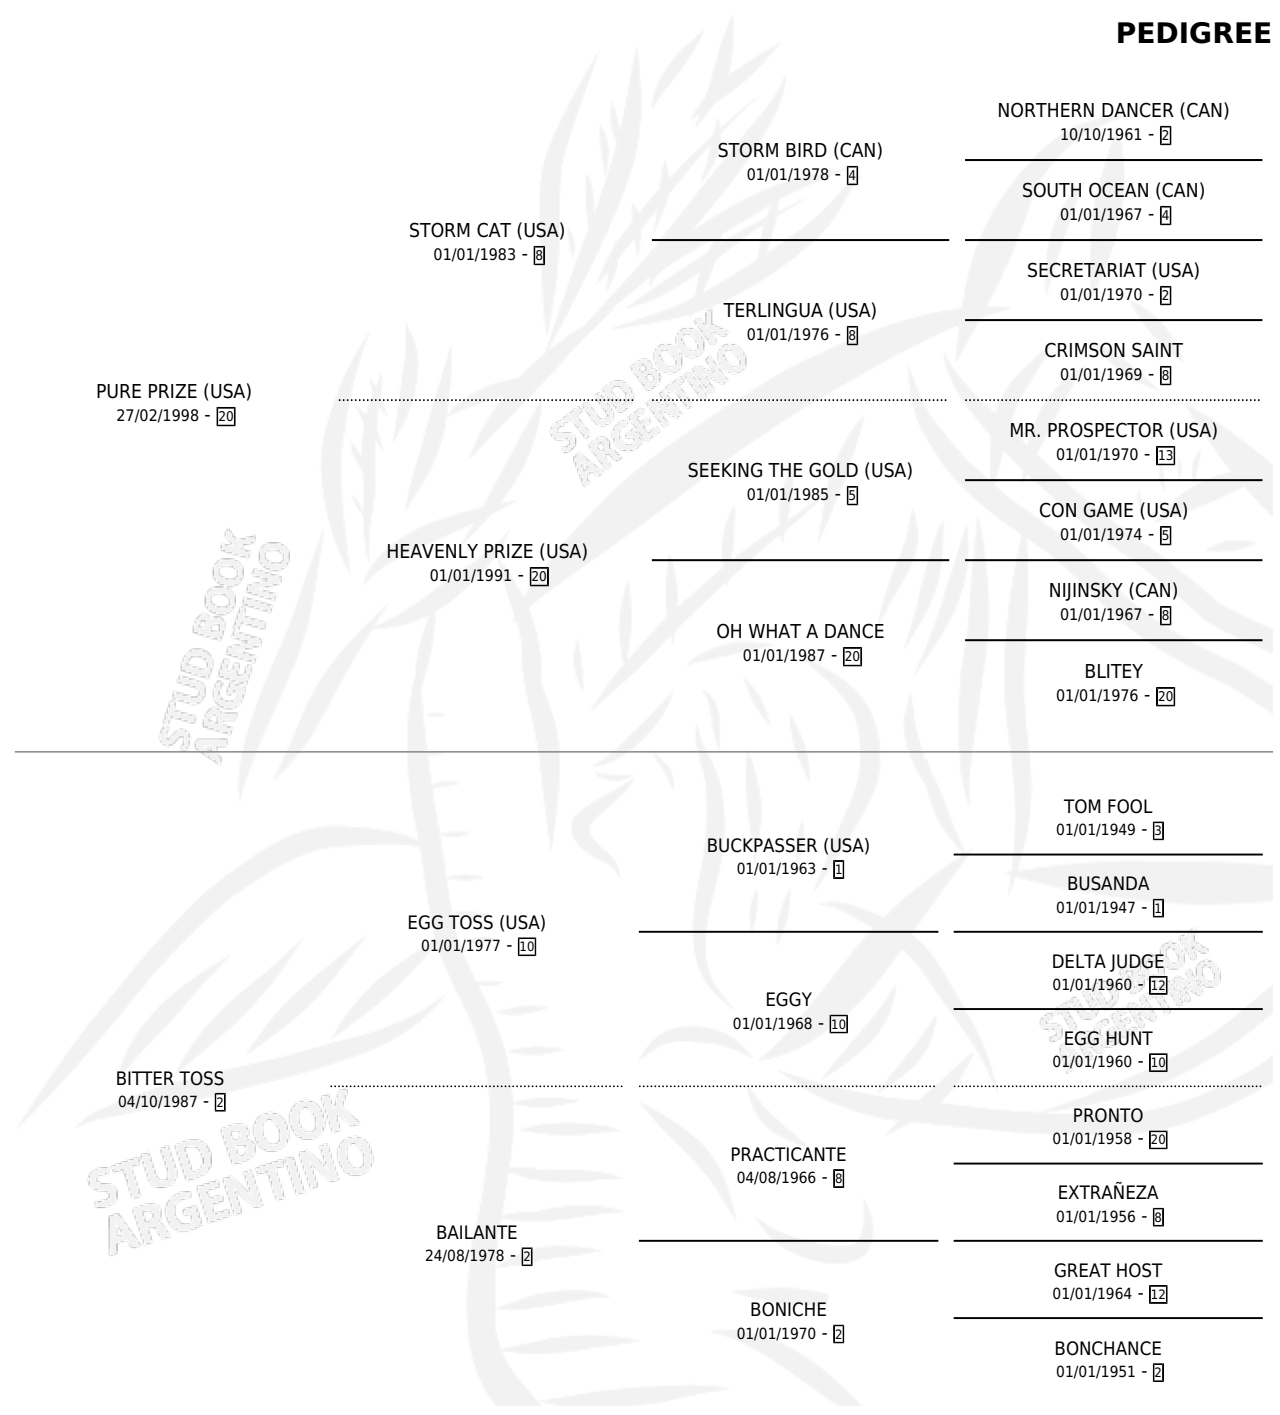 PEDIGREE
NORTHERN DANCER (CAN)
10/10/1961 - 2
STORM BIRD (CAN)
01/01/1978 - 4
SOUTH OCEAN (CAN)
01/01/1967 - 4
STORM CAT (USA)
01/01/1983 - 8
SECRETARIAT (USA)
01/01/1970 - 2
TERLINGUA (USA)
01/01/1976 - 8
CRIMSON SAINT
01/01/1969 - 8
PURE PRIZE (USA)
27/02/1998 - 20
MR. PROSPECTOR (USA)
01/01/1970 - 13
SEEKING THE GOLD (USA)
01/01/1985 - 5
CON GAME (USA)
01/01/1974 - 5
HEAVENLY PRIZE (USA)
01/01/1991 - 20
NIJINSKY (CAN)
01/01/1967 - 8
OH WHAT A DANCE
01/01/1987 - 20
BLITEY
01/01/1976 - 20
STUD BOOK
ARGENTINO
STUD BOOK
ARGENTINO
TOM FOOL
01/01/1949 - 3
BUCKPASSER (USA)
01/01/1963 - 1
BUSANDA
01/01/1947 - 1
EGG TOSS (USA)
01/01/1977 - 10
DELTA JUDGE
01/01/1960 - 12
EGGY
01/01/1968 - 10
EGG HUNT
01/01/1960 - 10
BITTER TOSS
04/10/1987 - 2
PRONTO
01/01/1958 - 20
PRACTICANTE
04/08/1966 - 8
EXTRAÑEZA
01/01/1956 - 8
BAILANTE
24/08/1978 - 2
GREAT HOST
01/01/1964 - 12
BONICHE
01/01/1970 - 2
BONCHANCE
01/01/1951 - 2
STUD BOOK
ARGENTINO
STUD BOOK
ARGENTINO